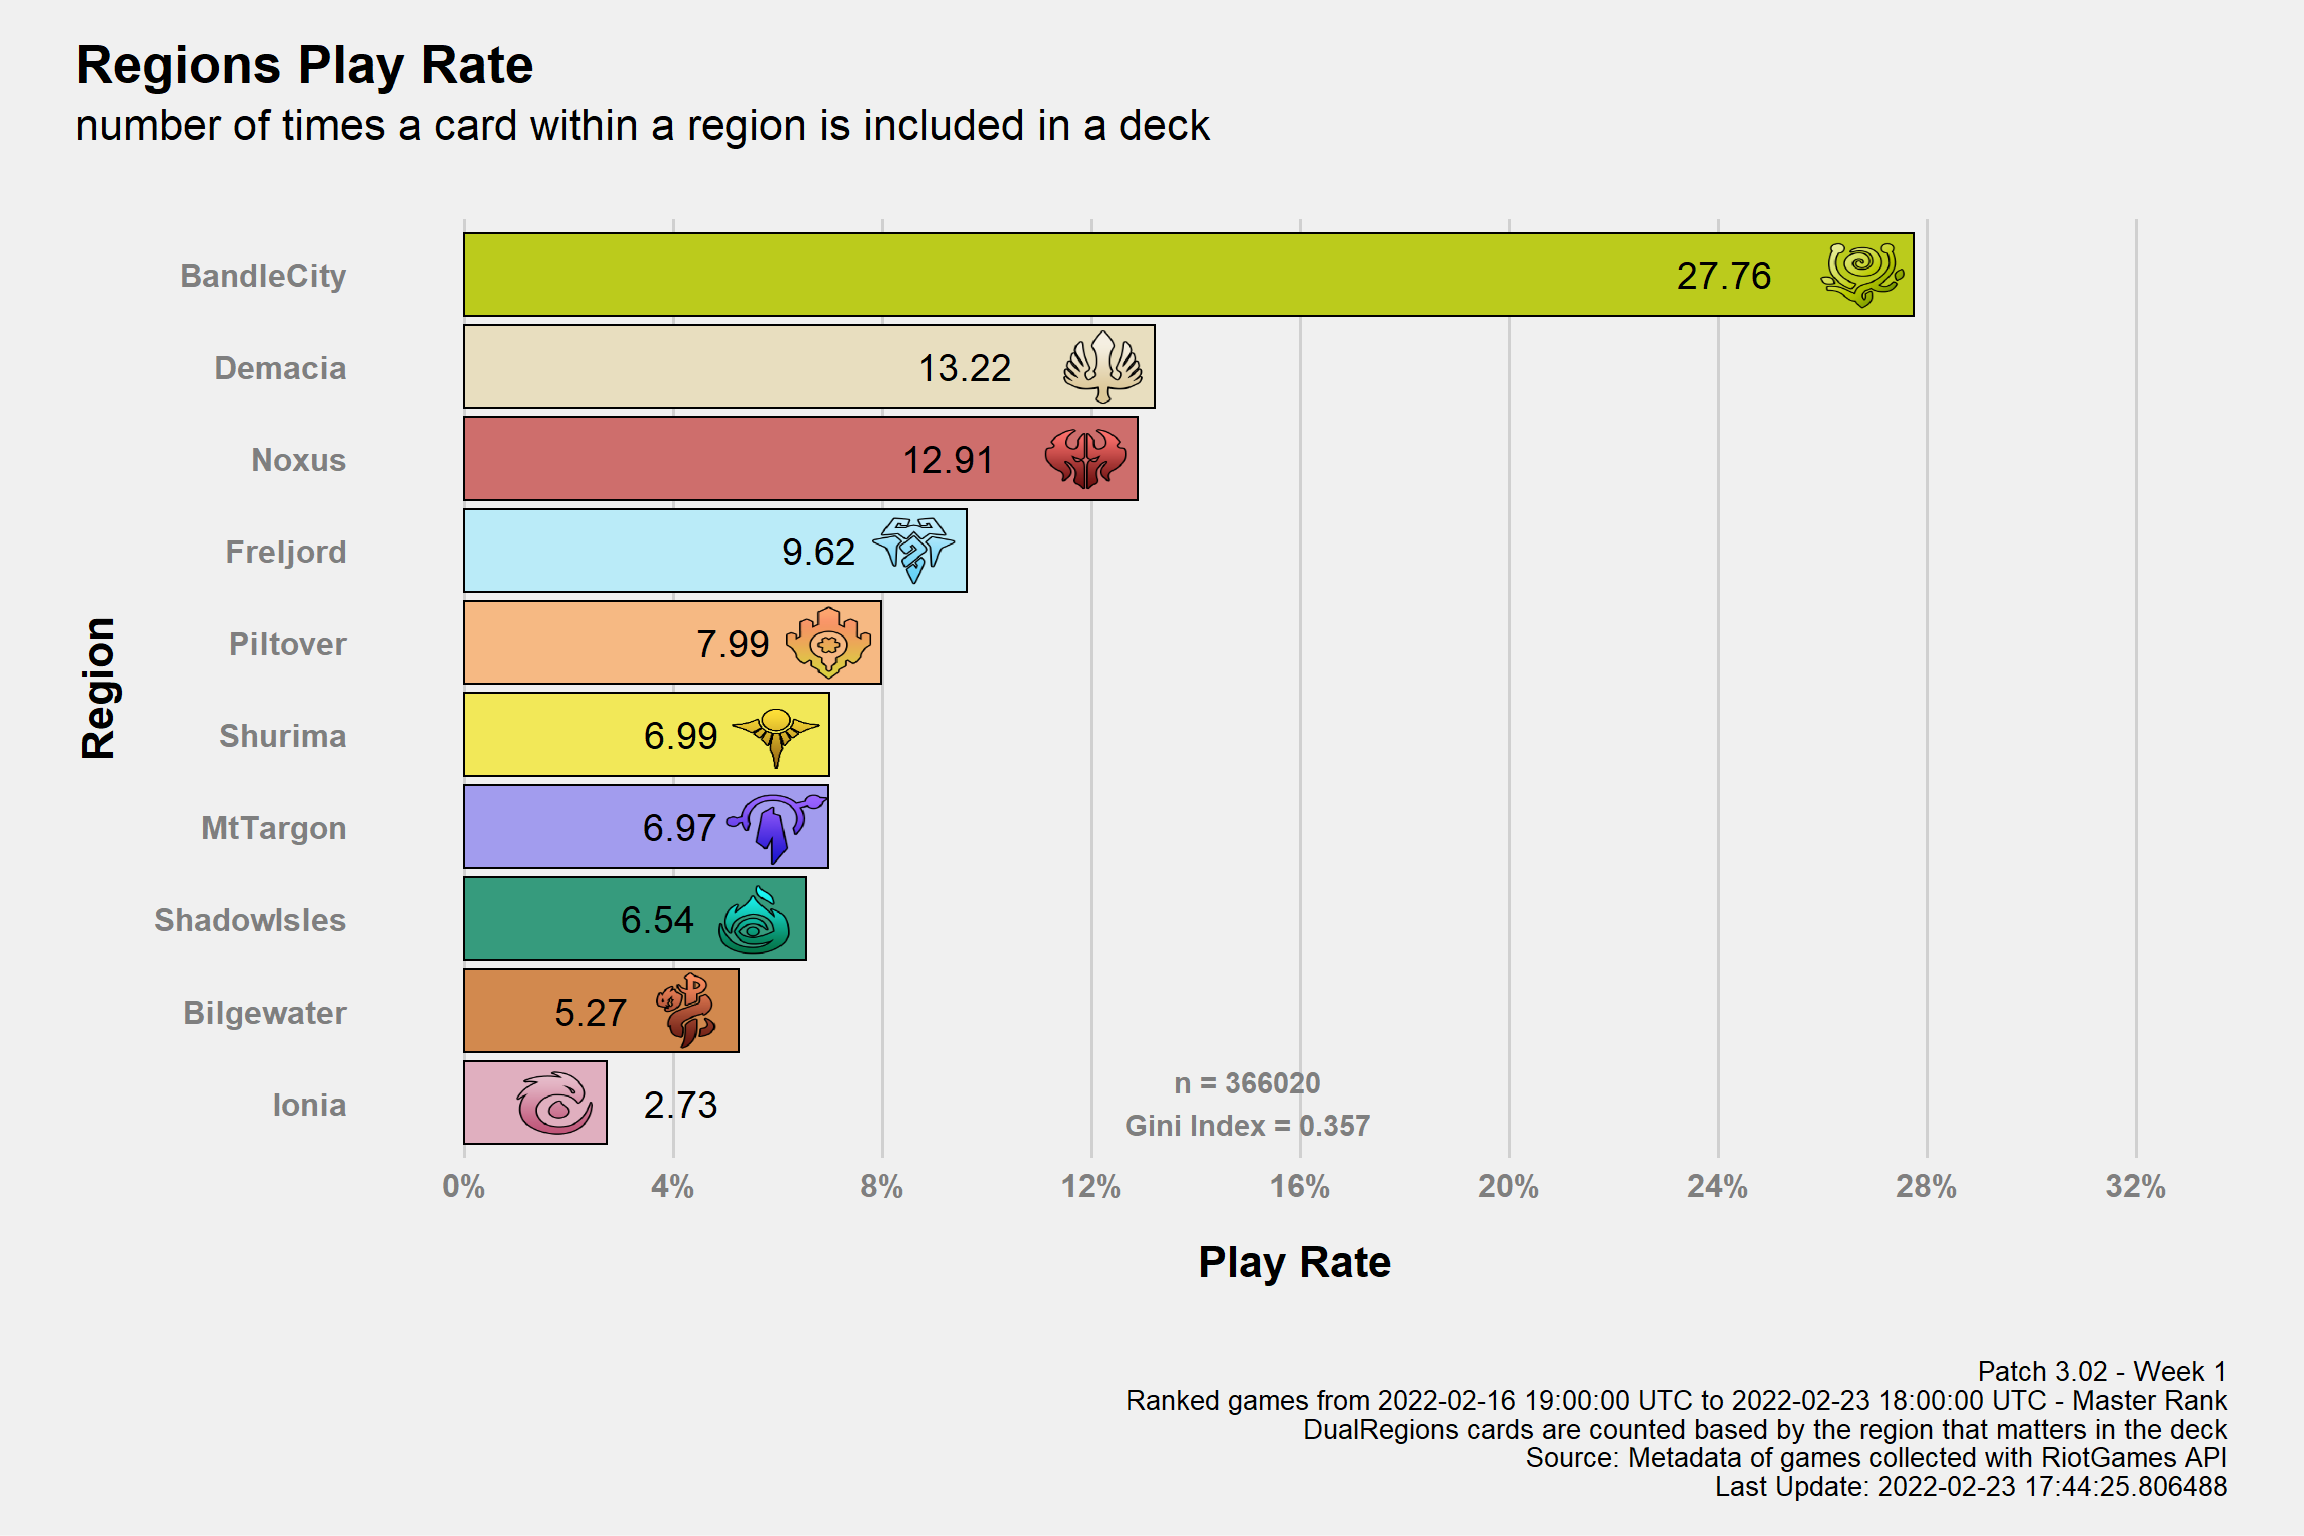 Regions Play Rate
number of times a card within a region is included in a deck
Region
BandleCity 27.76
Demacia 13.22
Noxus 12.91
Freljord 9.62
Piltover 7.99
Shurima 6.99
MtTargon 6.97
ShadowIsles 6.54
Bilgewater 5.27
Ionia 2.73
n = 366020
Gini Index = 0.357
0% 4% 8% 12% 16% 20% 24% 28% 32%
Play Rate
Patch 3.02 - Week 1
Ranked games from 2022-02-16 19:00:00 UTC to 2022-02-23 18:00:00 UTC - Master Rank
DualRegions cards are counted based by the region that matters in the deck
Source: Metadata of games collected with RiotGames API
Last Update: 2022-02-23 17:44:25.806488